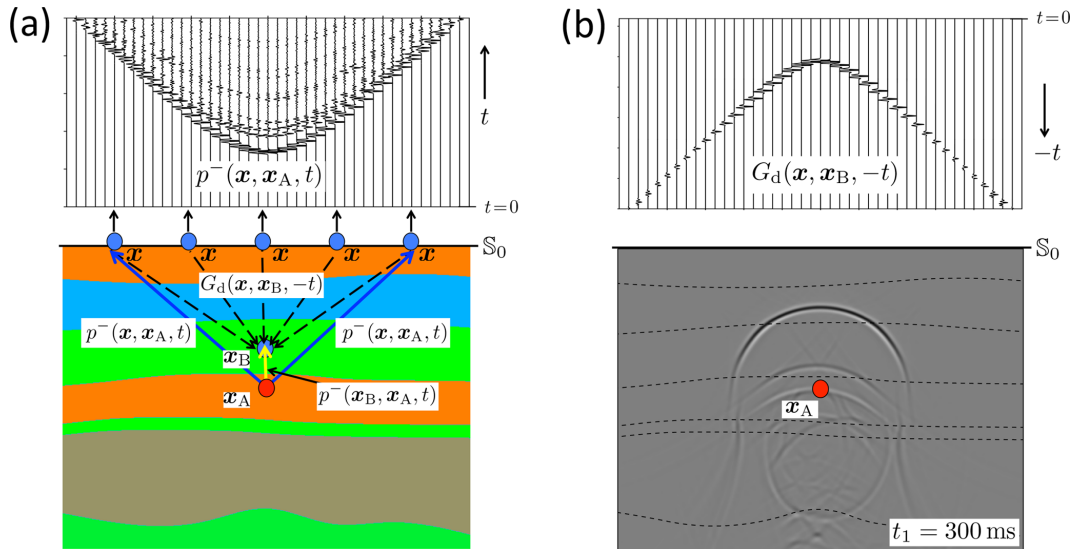 (a)
t
p⁻(x, x_A, t)
t=0
S₀
x x x x x
G_d(x, x_B, −t)
p⁻(x, x_A, t) p⁻(x, x_A, t)
x_B
x_A
p⁻(x_B, x_A, t)
(b)
t=0
−t
G_d(x, x_B, −t)
S₀
x_A
t₁ = 300 ms